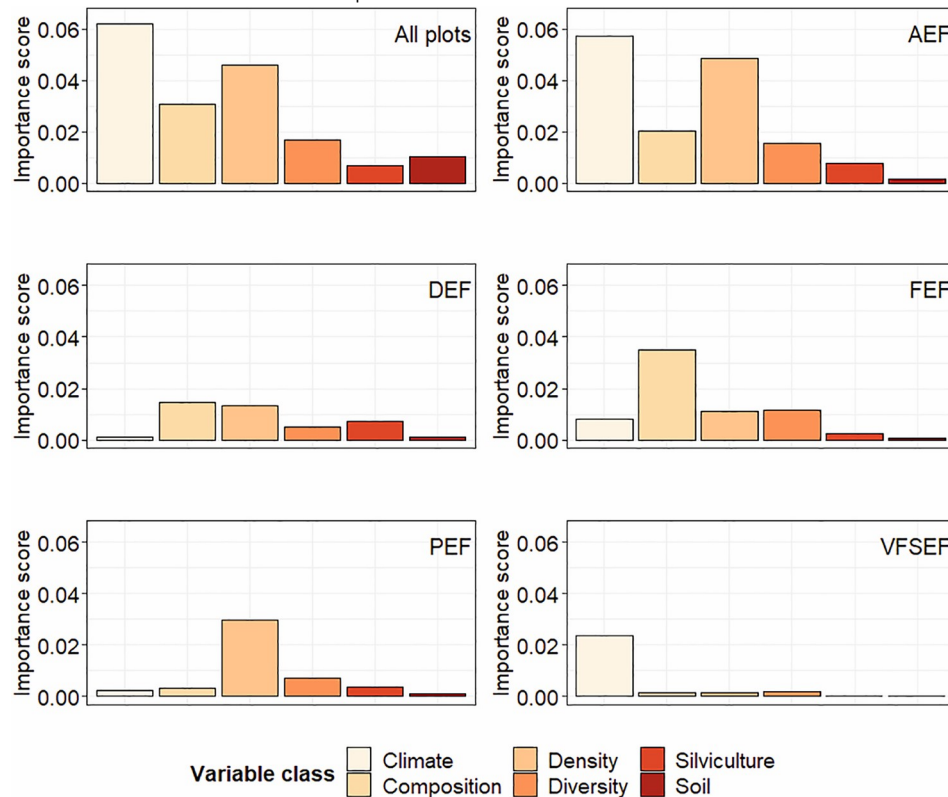 All plots
Importance score
0.06
0.04
0.02
0.00
AEF
Importance score
0.06
0.04
0.02
0.00
DEF
Importance score
0.06
0.04
0.02
0.00
FEF
Importance score
0.06
0.04
0.02
0.00
PEF
Importance score
0.06
0.04
0.02
0.00
VFSEF
Importance score
0.06
0.04
0.02
0.00
Variable class
Climate
Composition
Density
Diversity
Silviculture
Soil